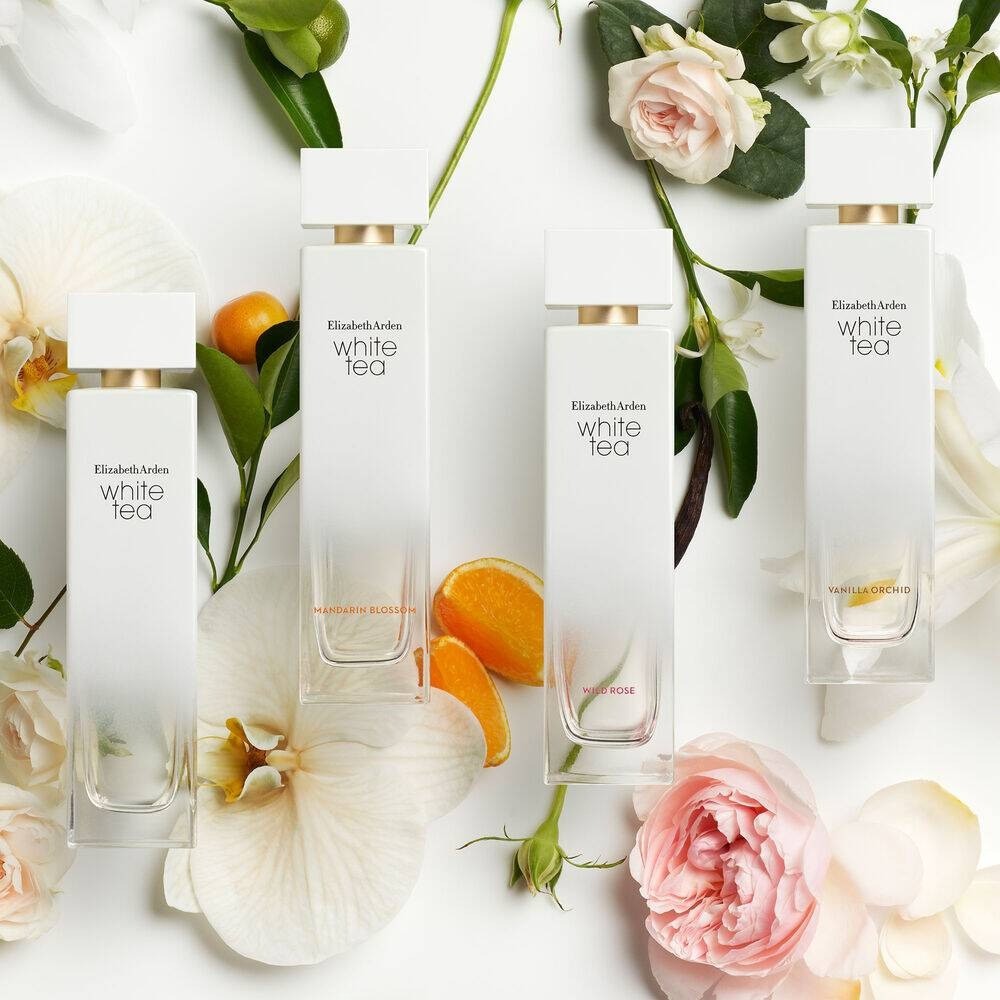 ElizabethArden
white
tea
ElizabethArden
white
tea
MANDARIN BLOSSOM
ElizabethArden
white
tea
WILD ROSE
ElizabethArden
white
tea
VANILLA ORCHID